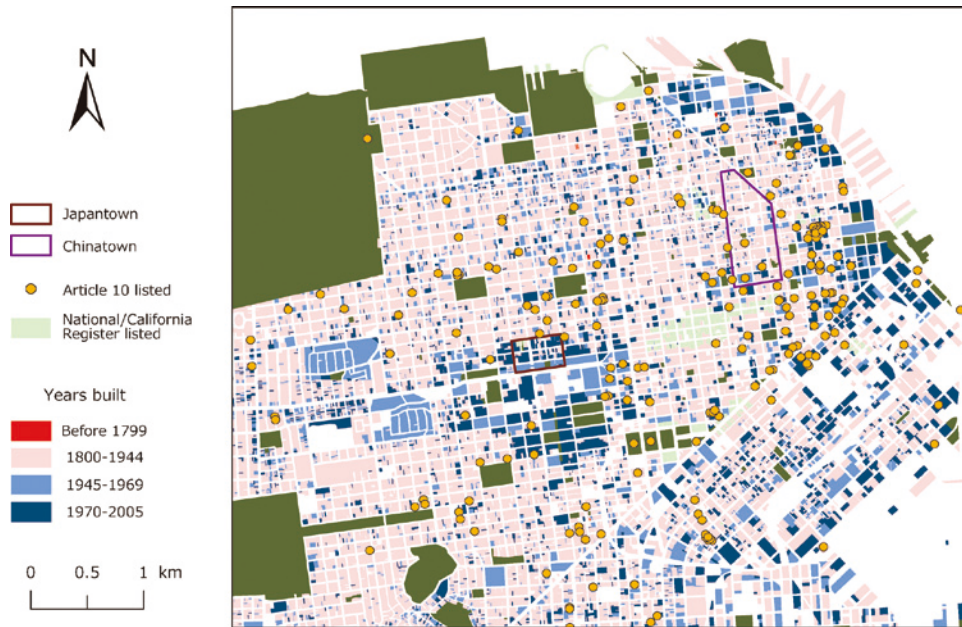 N
Japantown
Chinatown
Article 10 listed
National/California
Register listed
Years built
Before 1799
1800-1944
1945-1969
1970-2005
0 0.5 1 km